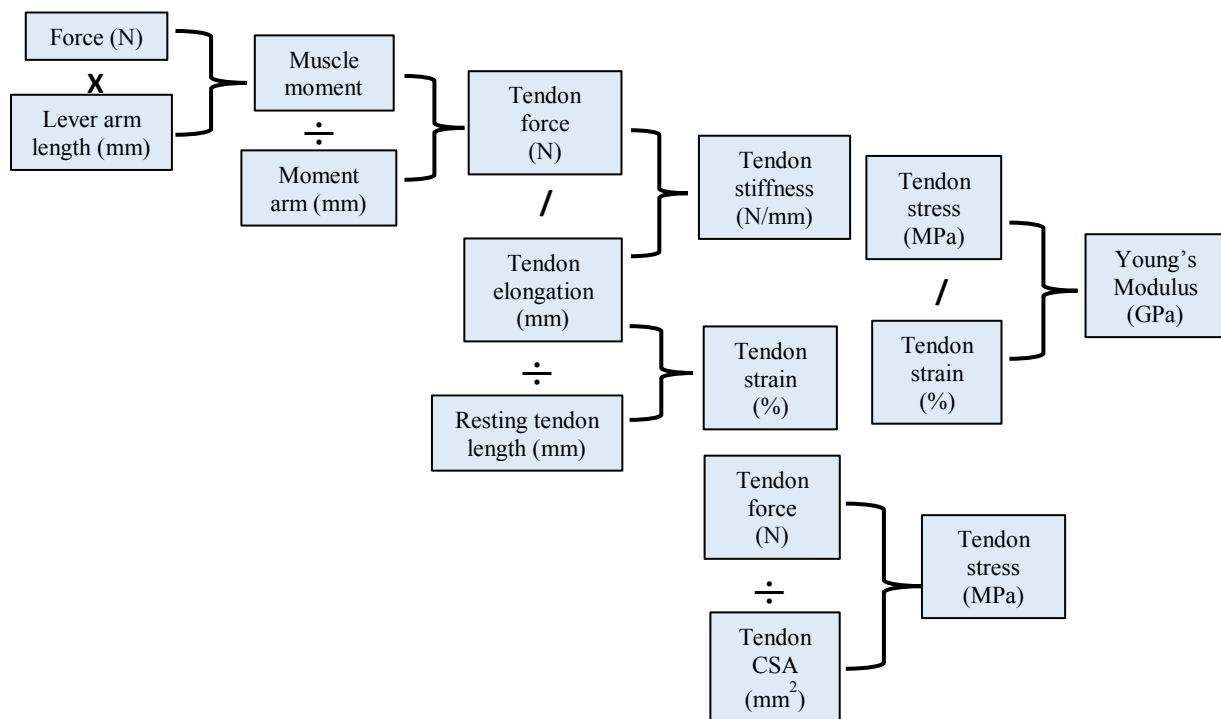 Force (N)
X
Lever arm
length (mm)
Muscle
moment
÷
Moment
arm (mm)
Tendon
force
(N)
/
Tendon
elongation
(mm)
÷
Resting tendon
length (mm)
Tendon
stiffness
(N/mm)
Tendon
strain
(%)
Tendon
force
(N)
÷
Tendon
CSA
(mm²)
Tendon
stress
(MPa)
/
Tendon
strain
(%)
Young’s
Modulus
(GPa)
Tendon
stress
(MPa)